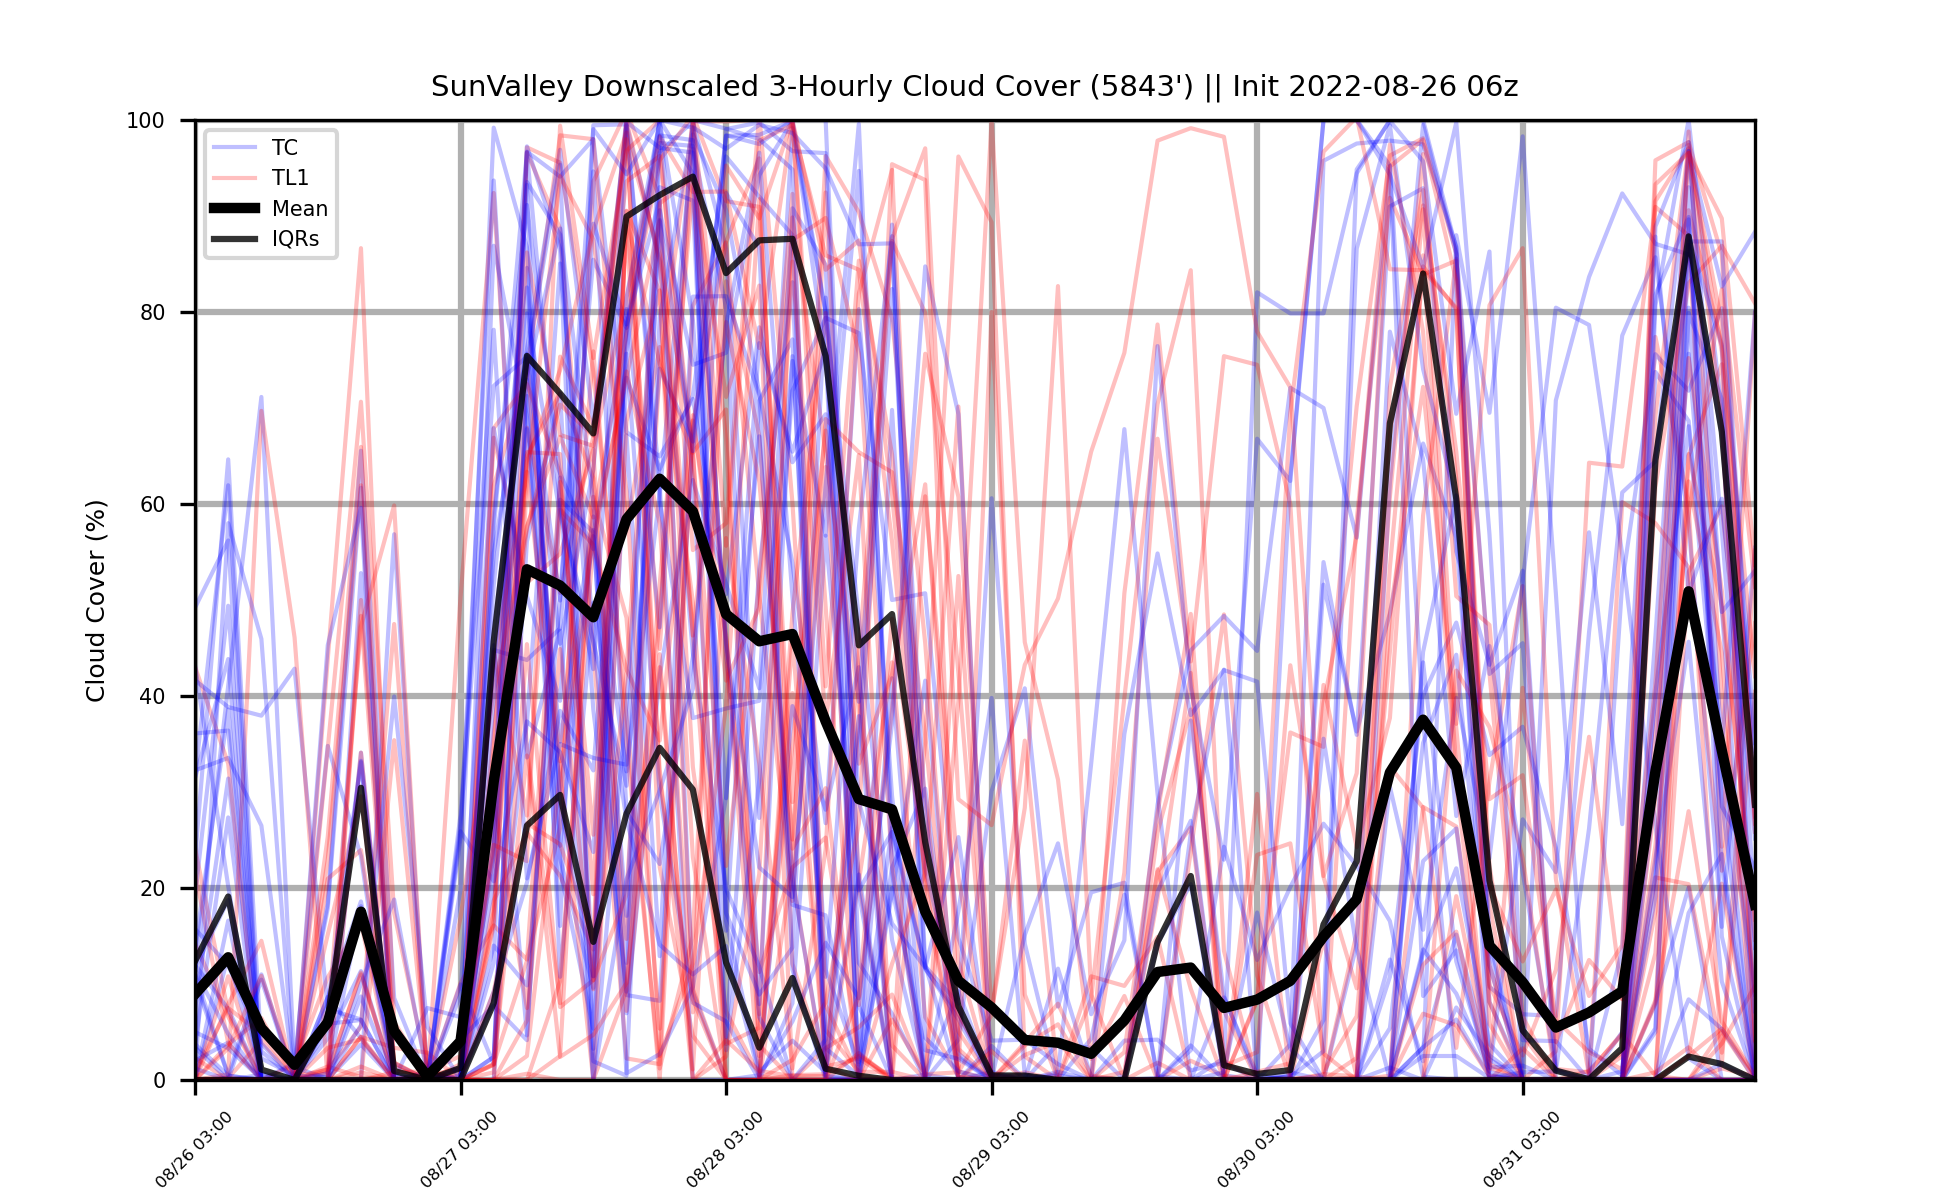 SunValley Downscaled 3-Hourly Cloud Cover (5843') || Init 2022-08-26 06z
100
80
60
40
20
0
Cloud Cover (%)
TC
TL1
Mean
IQRs
08/26 03:00
08/27 03:00
08/28 03:00
08/29 03:00
08/30 03:00
08/31 03:00